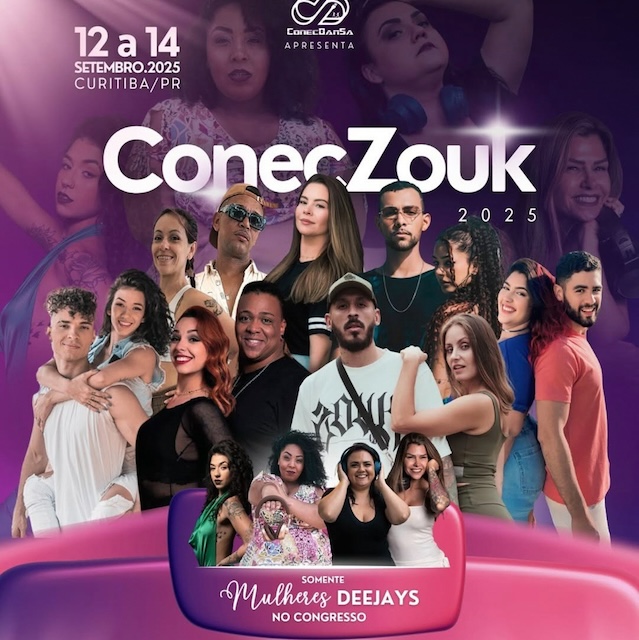 12 a 14
SETEMBRO.2025
CURITIBA/PR
CONECDANSA
APRESENTA
ConecZouk
2025
SOMENTE
Mulheres DEEJAYS
NO CONGRESSO